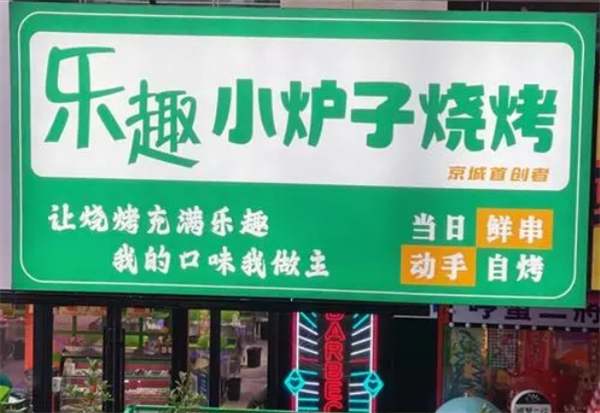 乐趣小炉子烧烤
京城首创者
让烧烤充满乐趣
我的口味我做主
当日鲜串
动手自烤
BARBEC